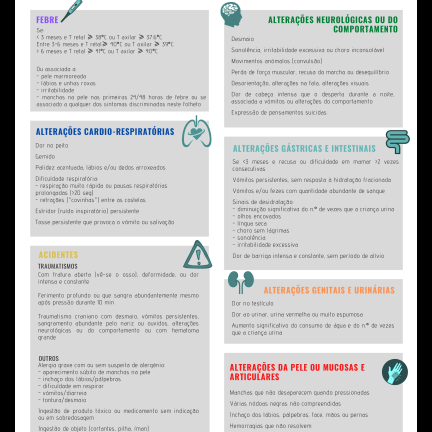 FEBRE
Se
< 3 meses e T retal ≥ 38ºC ou T axilar ≥ 37.6ºC
Entre 3-6 meses e T retal ≥ 40ºC ou T axilar ≥ 39ºC
> 6 meses e T retal ≥ 41ºC ou T axilar ≥ 40ºC
Ou associada a:
- pele marmoreada
- lábios e unhas roxas
- irritabilidade
- manchas na pele nas primeiras 24/48 horas de febre ou se
associado a qualquer dos sintomas discriminados neste folheto
ALTERAÇÕES CARDIO-RESPIRATÓRIAS
Dor no peito
Gemido
Palidez acentuada, lábios e/ou dedos arroxeados
Dificuldade respiratória
- respiração muito rápida ou pausas respiratórias
prolongadas (>20 seg)
- retrações ("covinhas") entre as costelas
Estridor (ruído inspiratório) persistente
Tosse persistente que provoca o vómito ou salivação
ACIDENTES
TRAUMATISMOS
Com fratura aberta (vê-se o osso), deformidade, ou dor
intensa e constante
Ferimento profundo ou que sangra abundantemente mesmo
após pressão durante 10 min
Traumatismo craniano com desmaio, vómitos persistentes,
sangramento abundante pelo nariz ou ouvidos, alterações
neurológicas ou do comportamento ou com hematoma
grande
OUTROS
Alergia grave com ou sem suspeita de alergénio
- aparecimento súbito de manchas na pele
- inchaço dos lábios/pálpebras
- dificuldade em respirar
- vómitos/diarreia
- tontura/desmaio
Ingestão de produto tóxico ou medicamento sem indicação
ou em sobredosagem
Ingestão de objeto (cortantes, pilha, íman)
ALTERAÇÕES NEUROLÓGICAS OU DO
COMPORTAMENTO
Desmaio
Sonolência, irritabilidade excessiva ou choro inconsolável
Movimentos anómalos (convulsão)
Perda de força muscular, recusa da marcha ou desequilíbrio
Desorientação, alterações na fala, alterações visuais
Dor de cabeça intensa que o desperta durante a noite,
associada a vómitos ou alterações do comportamento
Expressão de pensamentos suicidas
ALTERAÇÕES GÁSTRICAS E INTESTINAIS
Se <3 meses e recusa ou dificuldade em mamar >2 vezes
consecutivas
Vómitos persistentes, sem resposta à hidratação fracionada
Vómitos e/ou fezes com quantidade abundante de sangue
Sinais de desidratação
- diminuição significativa do nº de vezes que a criança urina
- olhos encovados
- língua seca
- choro sem lágrimas
- sonolência
- irritabilidade excessiva
Dor de barriga intensa e constante, sem período de alívio
ALTERAÇÕES GENITAIS E URINÁRIAS
Dor no testículo
Dor ao urinar, urina vermelha ou muito espumosa
Aumento significativo do consumo de água e do nº de vezes
que a criança urina
ALTERAÇÕES DA PELE OU MUCOSAS E
ARTICULARES
Manchas que não desaparecem quando pressionadas
Várias nódoas negras não compreendidas
Inchaço dos lábios, pálpebras, face, mãos ou pernas
Hemorragias que não resolvem